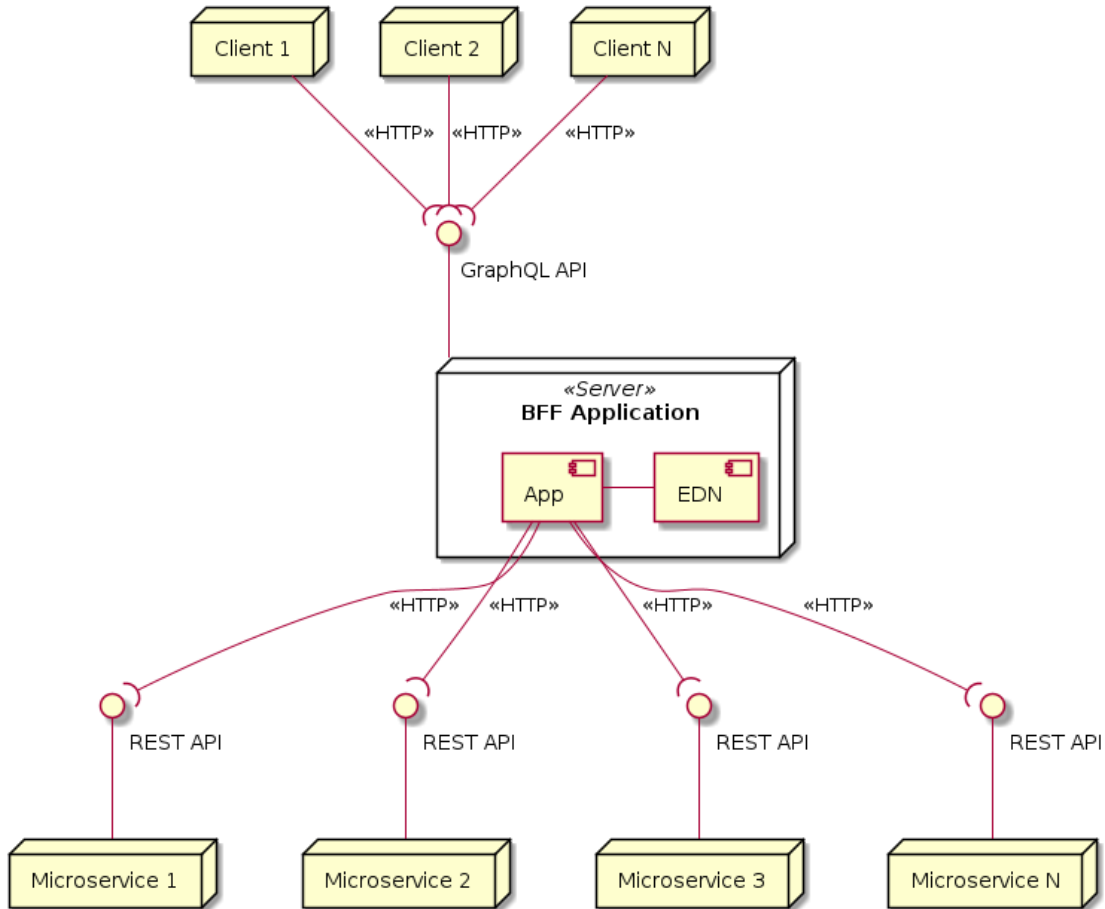 Client 1
Client 2
Client N
«HTTP»
«HTTP»
«HTTP»
GraphQL API
«Server»
BFF Application
App
EDN
«HTTP»
«HTTP»
«HTTP»
«HTTP»
REST API
REST API
REST API
REST API
Microservice 1
Microservice 2
Microservice 3
Microservice N